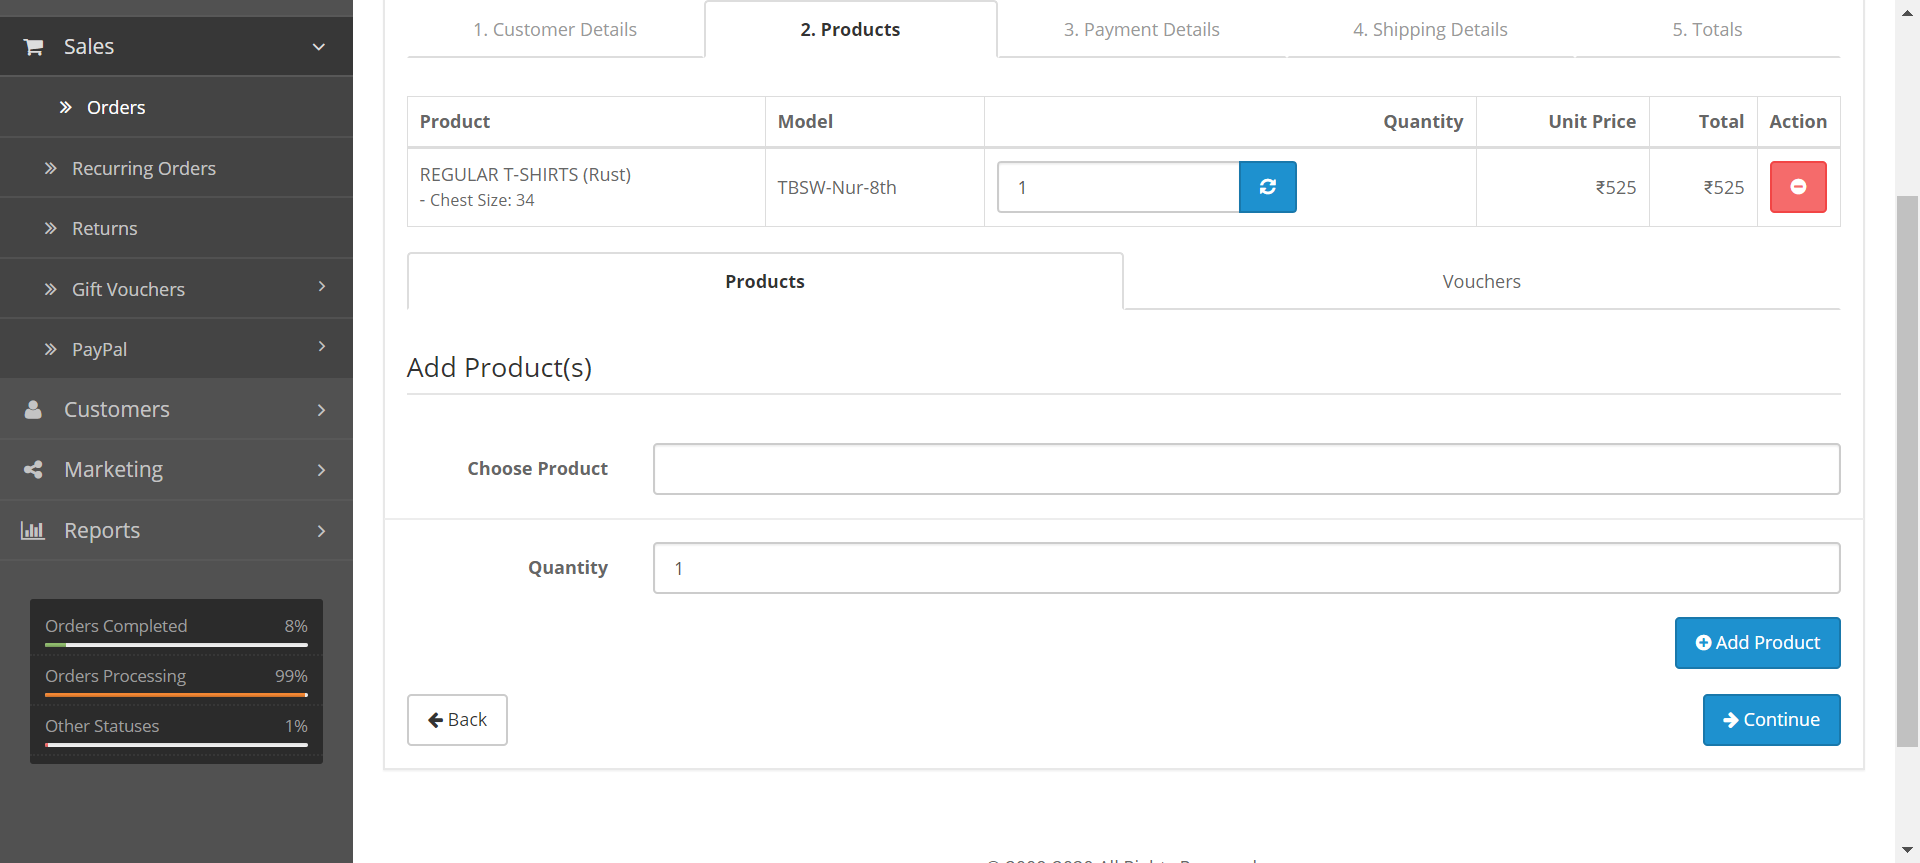 Sales
Orders
Recurring Orders
Returns
Gift Vouchers
PayPal
Customers
Marketing
Reports
Orders Completed 8%
Orders Processing 99%
Other Statuses 1%
1. Customer Details 2. Products 3. Payment Details 4. Shipping Details 5. Totals
Product Model Quantity Unit Price Total Action
REGULAR T-SHIRTS (Rust)
- Chest Size: 34
TBSW-Nur-8th 1 ₹525 ₹525
Products Vouchers
Add Product(s)
Choose Product
Quantity 1
Add Product
Back Continue